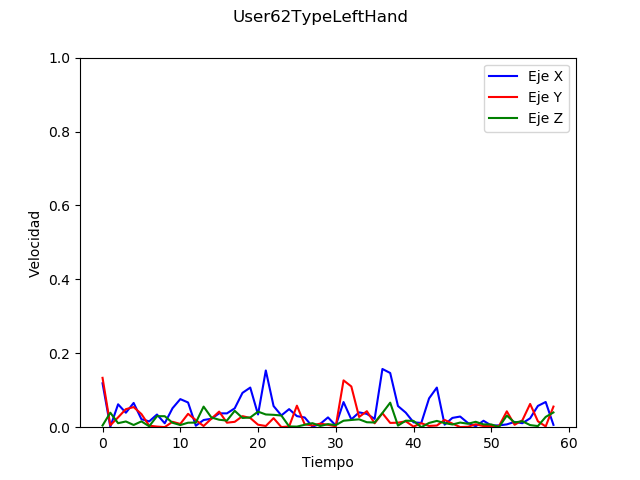 User62TypeLeftHand
1.0
0.8
0.6
0.4
0.2
0.0
Velocidad
Eje X
Eje Y
Eje Z
0 10 20 30 40 50 60
Tiempo